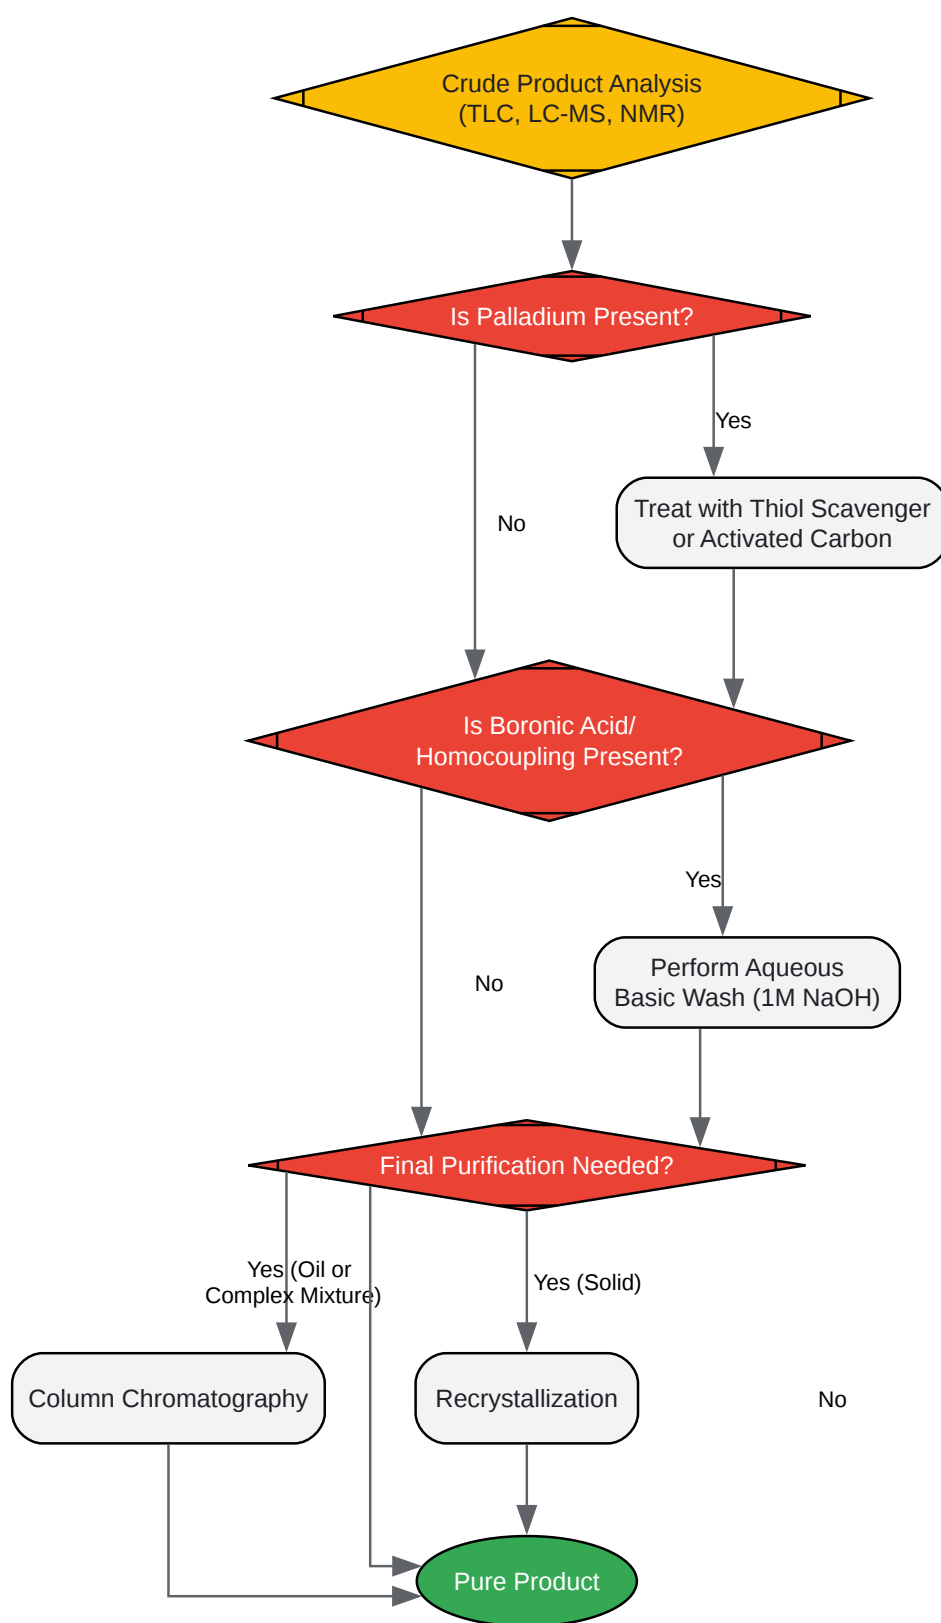 Crude Product Analysis
(TLC, LC-MS, NMR)
Is Palladium Present?
Yes
Treat with Thiol Scavenger
or Activated Carbon
No
Is Boronic Acid/
Homocoupling Present?
Yes
Perform Aqueous
Basic Wash (1M NaOH)
No
Final Purification Needed?
Yes (Oil or
Complex Mixture)
Yes (Solid)
Column Chromatography
Recrystallization
No
Pure Product